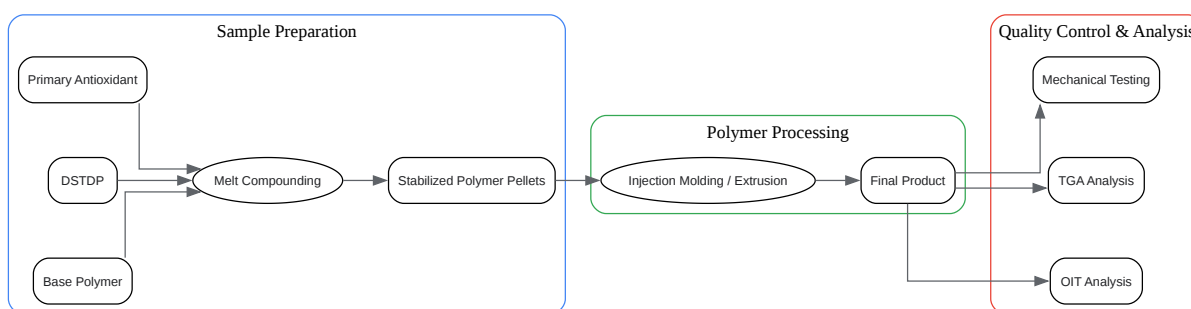 Sample Preparation
Primary Antioxidant
DSTDP
Base Polymer
Melt Compounding
Stabilized Polymer Pellets
Polymer Processing
Injection Molding / Extrusion
Final Product
Quality Control & Analysis
Mechanical Testing
TGA Analysis
OIT Analysis